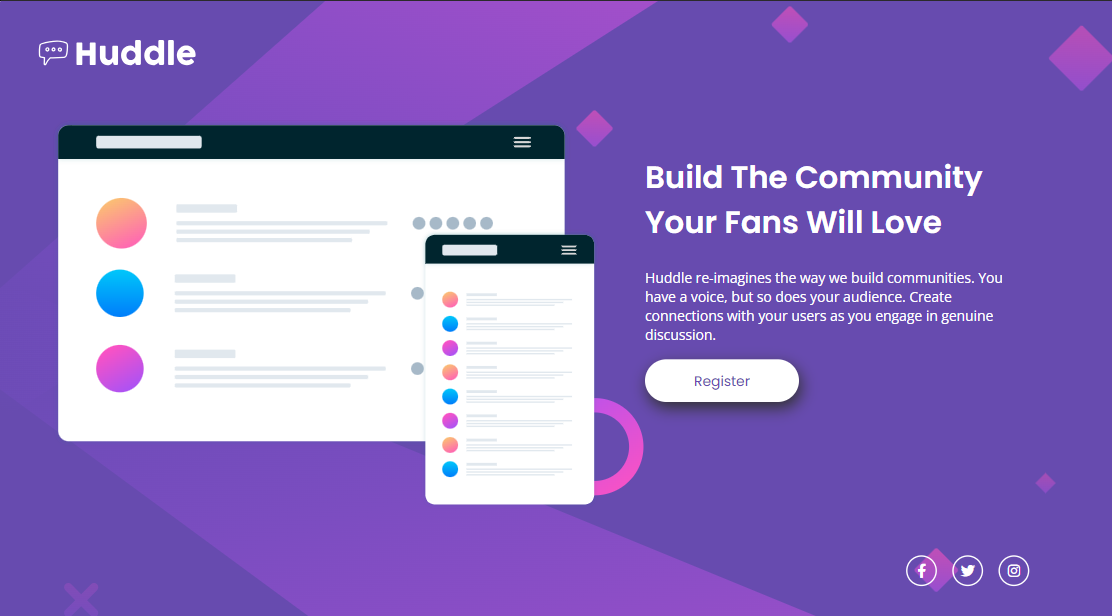 Huddle
Build The Community
Your Fans Will Love
Huddle re-imagines the way we build communities. You
have a voice, but so does your audience. Create
connections with your users as you engage in genuine
discussion.
Register